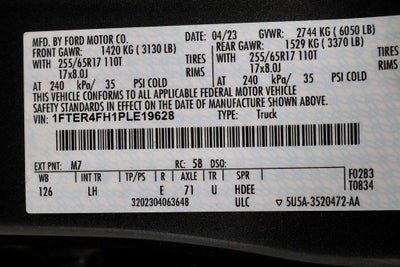 MFD. BY FORD MOTOR CO. 04/23 GVWR: 2744 KG ( 6050 LB)
FRONT GAWR: 1420 KG ( 3130 LB) REAR GAWR: 1529 KG ( 3370 LB)
WITH 255/65R17 110T TIRES WITH 255/65R17 110T TIRES
17x8.0J RIMS 17x8.0J RIMS
AT 240 kPa/ 35 PSI COLD AT 240 kPa/ 35 PSI COLD
THIS VEHICLE CONFORMS TO ALL APPLICABLE FEDERAL MOTOR VEHICLE
SAFETY STANDARDS IN EFFECT ON THE DATE OF MANUFACTURE SHOWN ABOVE.
VIN: 1FTER4FH1PLE19628 TYPE: Truck
EXT PNT: M7 RC: 58 DSO: F0283
WB INT TR TP/PS R AXLE TR SPR T0834
126 LH E 71 U HDEE
3202304063648 ULC 5U5A-3520472-AA